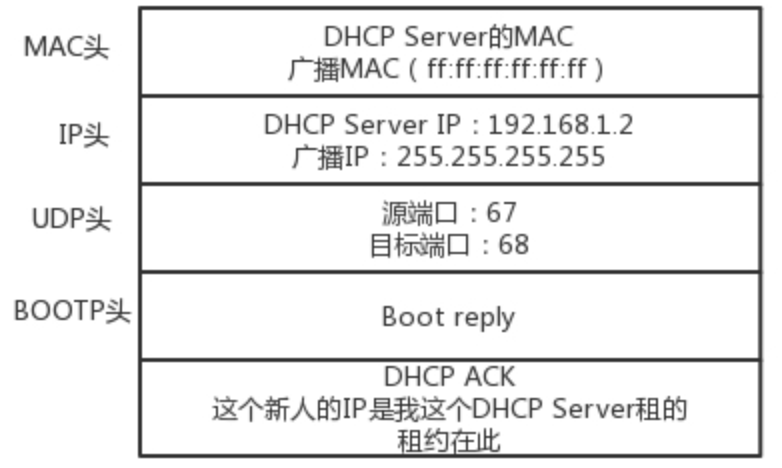 MAC头
DHCP Server的MAC
广播MAC（ff:ff:ff:ff:ff:ff）
IP头
DHCP Server IP：192.168.1.2
广播IP：255.255.255.255
UDP头
源端口：67
目标端口：68
BOOTP头
Boot reply
DHCP ACK
这个新人的IP是我这个DHCP Server租的
租约在此